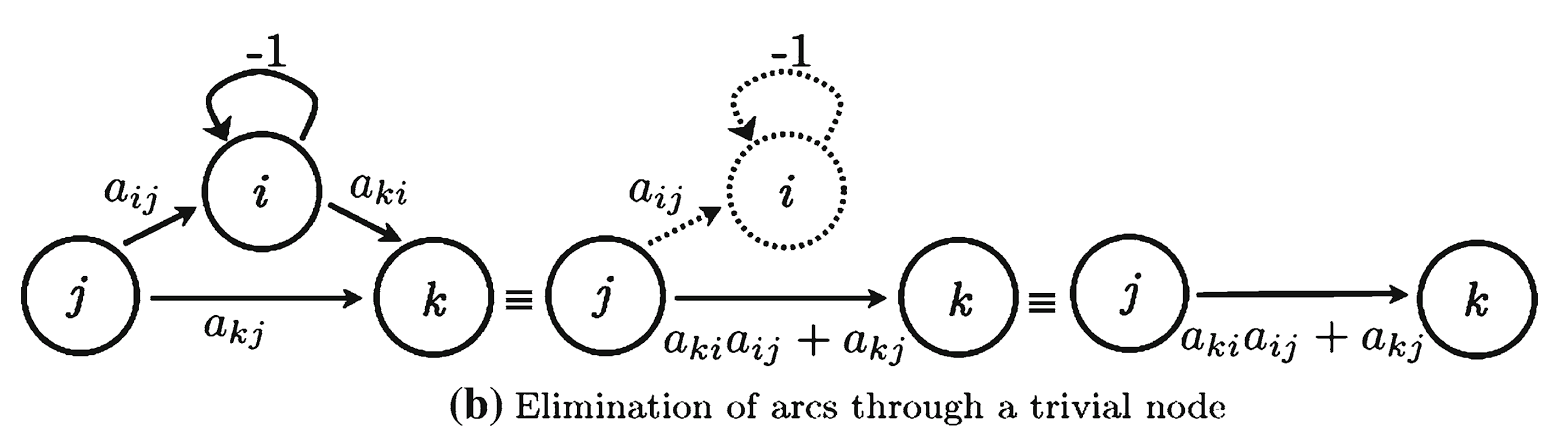 -1 -1
a_{ij} i a_{ki} a_{ij} i
j k ≡ j k ≡ j k
a_{kj} a_{ki}a_{ij} + a_{kj} a_{ki}a_{ij} + a_{kj}
(b) Elimination of arcs through a trivial node